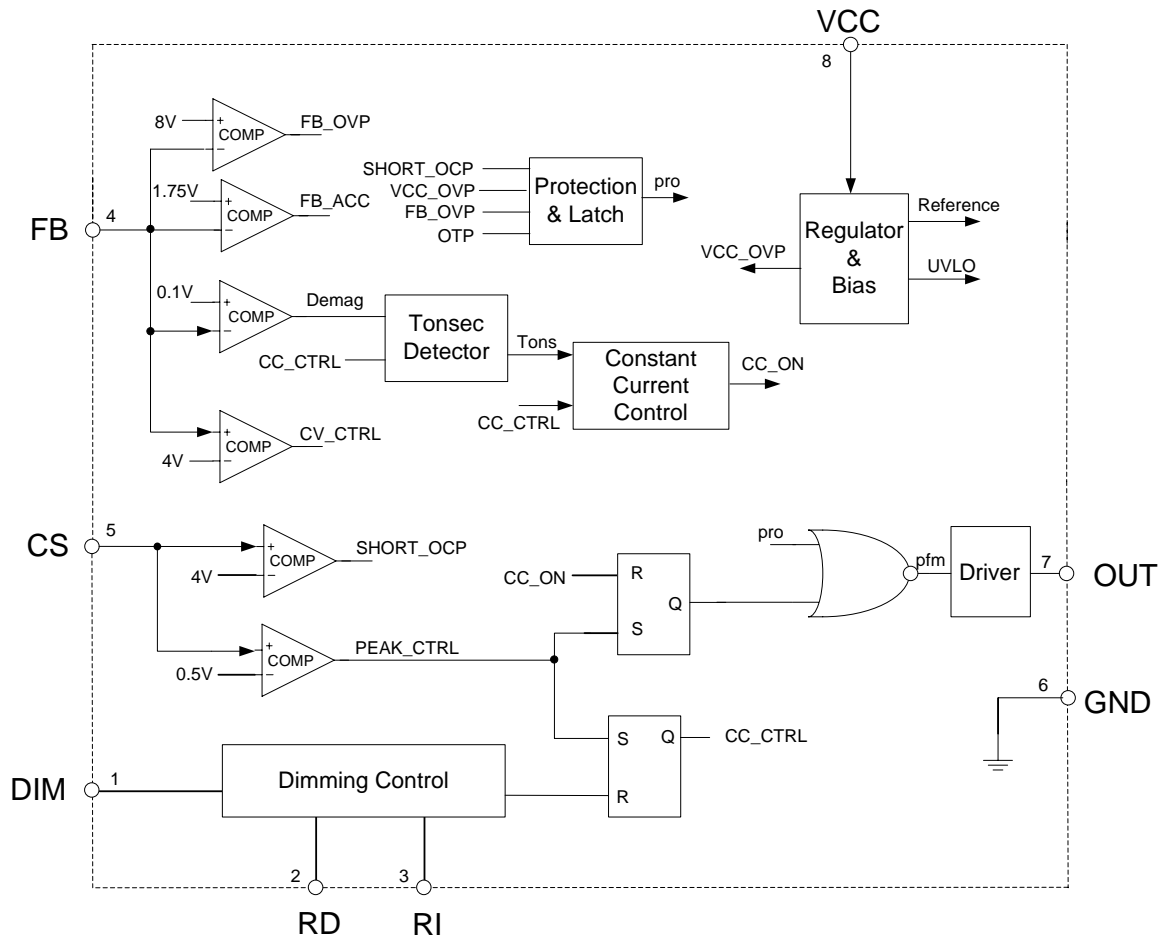 VCC
8
8V
+
−
COMP
FB_OVP
1.75V
+
−
COMP
FB_ACC
FB
4
SHORT_OCP
VCC_OVP
FB_OVP
OTP
Protection
& Latch
pro
Regulator
&
Bias
Reference
UVLO
VCC_OVP
0.1V
+
−
COMP
Demag
CC_CTRL
Tonsec
Detector
Tons
CC_CTRL
Constant
Current
Control
CC_ON
+
4V
−
COMP
CV_CTRL
CS
5
+
4V
−
COMP
SHORT_OCP
+
0.5V
−
COMP
PEAK_CTRL
CC_ON
R
S
Q
pro
pfm
Driver
7
OUT
6
GND
S
R
Q
CC_CTRL
DIM
1
Dimming Control
2
3
RD
RI